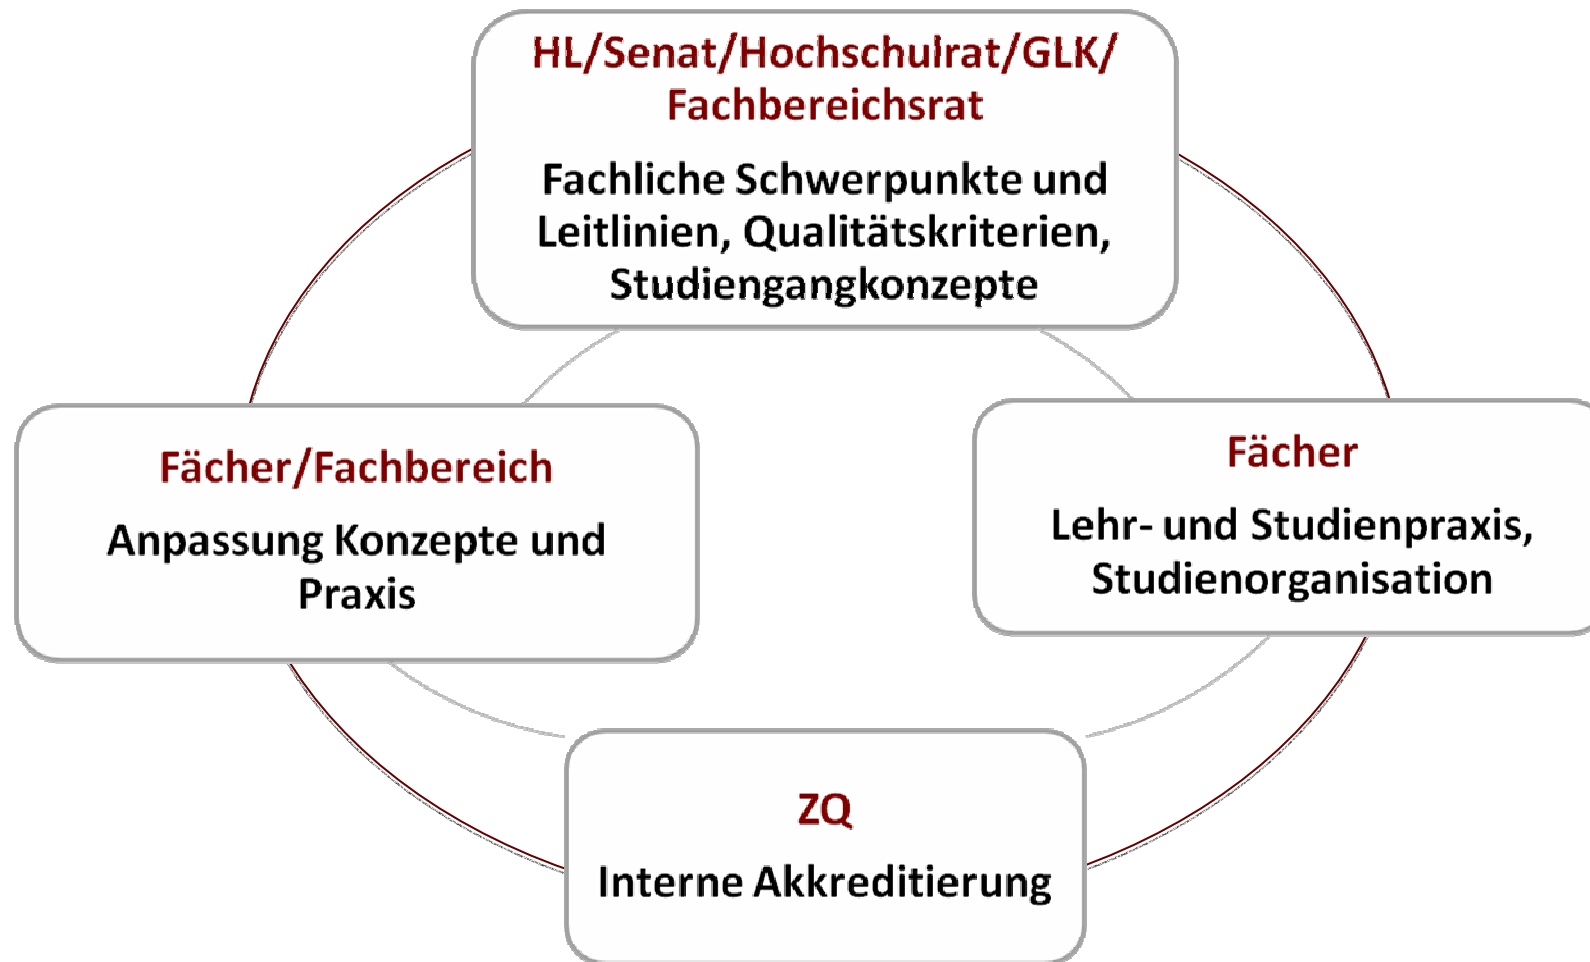 HL/Senat/Hochschulrat/GLK/
Fachbereichsrat
Fachliche Schwerpunkte und
Leitlinien, Qualitätskriterien,
Studiengangkonzepte
Fächer/Fachbereich
Anpassung Konzepte und
Praxis
Fächer
Lehr- und Studienpraxis,
Studienorganisation
ZQ
Interne Akkreditierung